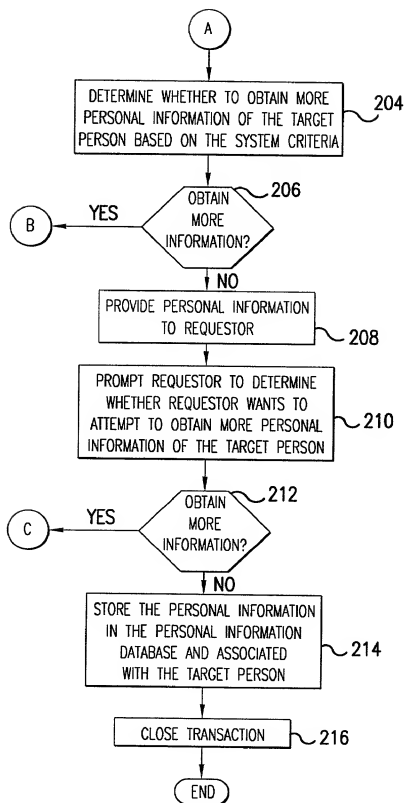 A
DETERMINE WHETHER TO OBTAIN MORE
PERSONAL INFORMATION OF THE TARGET
PERSON BASED ON THE SYSTEM CRITERIA
204
206
OBTAIN
MORE
INFORMATION?
YES
B
NO
PROVIDE PERSONAL INFORMATION
TO REQUESTOR
208
PROMPT REQUESTOR TO DETERMINE
WHETHER REQUESTOR WANTS TO
ATTEMPT TO OBTAIN MORE PERSONAL
INFORMATION OF THE TARGET PERSON
210
212
OBTAIN
MORE
INFORMATION?
YES
C
NO
STORE THE PERSONAL INFORMATION
IN THE PERSONAL INFORMATION
DATABASE AND ASSOCIATED
WITH THE TARGET PERSON
214
CLOSE TRANSACTION
216
END